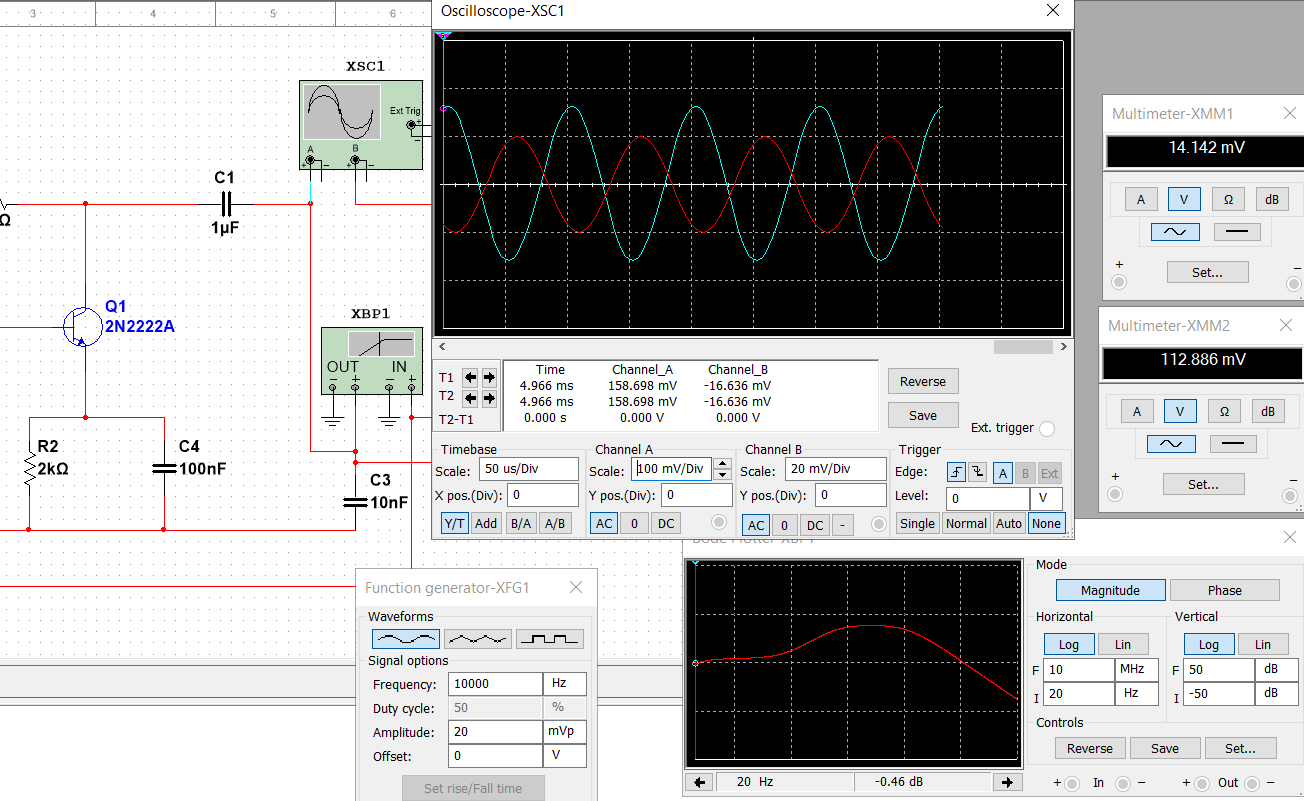 3 4 5 6
XSC1
Ext Trig
+
A B
+ − + −
C1
1µF
Ω
Q1
2N2222A
XBP1
OUT IN
− + − +
R2
2kΩ
C4
100nF
C3
10nF
Oscilloscope-XSC1
T1
T2
T2-T1
Time Channel_A Channel_B
4.966 ms 158.698 mV -16.636 mV
4.966 ms 158.698 mV -16.636 mV
0.000 s 0.000 V 0.000 V
Reverse
Save
Ext. trigger
Timebase
Scale: 50 us/Div
X pos.(Div): 0
Y/T Add B/A A/B
Channel A
Scale: 100 mV/Div
Y pos.(Div): 0
AC 0 DC
Channel B
Scale: 20 mV/Div
Y pos.(Div): 0
AC 0 DC -
Trigger
Edge: A B Ext
Level: 0 V
Single Normal Auto None
Multimeter-XMM1
14.142 mV
A V Ω dB
+ Set... −
Multimeter-XMM2
112.886 mV
A V Ω dB
+ Set... −
Function generator-XFG1
Waveforms
Signal options
Frequency: 10000 Hz
Duty cycle: 50 %
Amplitude: 20 mVp
Offset: 0 V
Set rise/Fall time
Bode Plotter-XBP1
20 Hz -0.46 dB
Mode
Magnitude Phase
Horizontal Vertical
Log Lin Log Lin
F 10 MHz F 50 dB
I 20 Hz I -50 dB
Controls
Reverse Save Set...
+ In − + Out −